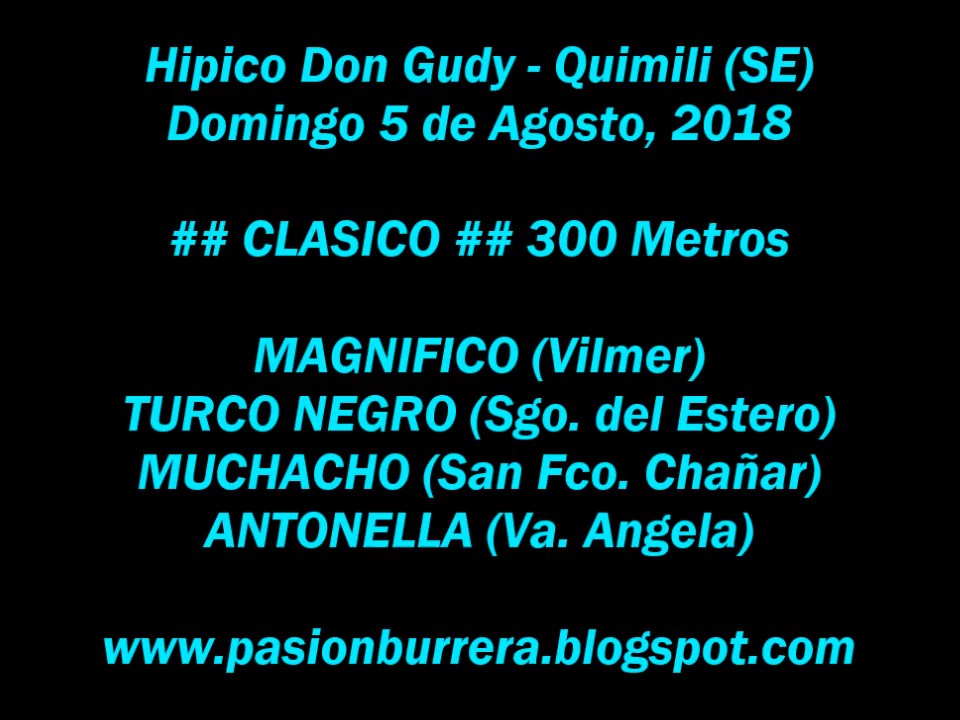 Hipico Don Gudy - Quimili (SE)
Domingo 5 de Agosto, 2018
## CLASICO ## 300 Metros
MAGNIFICO (Vilmer)
TURCO NEGRO (Sgo. del Estero)
MUCHACHO (San Fco. Chañar)
ANTONELLA (Va. Angela)
www.pasionburrera.blogspot.com